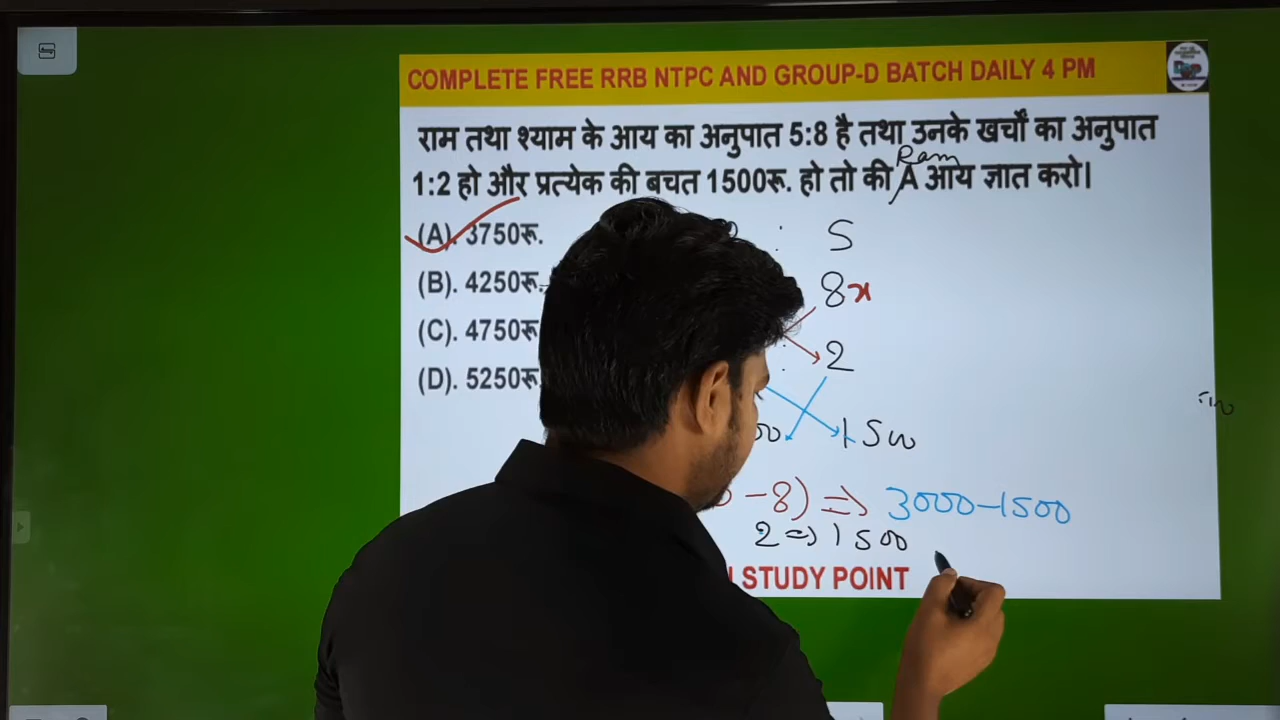 COMPLETE FREE RRB NTPC AND GROUP-D BATCH DAILY 4 PM
राम तथा श्याम के आय का अनुपात 5:8 है तथा उनके खर्चों का अनुपात
Ram
1:2 हो और प्रत्येक की बचत 1500रू. हो तो की A आय ज्ञात करो।
(A). 3750रू.
: S
(B). 4250रू.
8x
(C). 4750रू
: 2
(D). 5250रू
00 1500
-8) => 3000-1500
2 => 1500
STUDY POINT